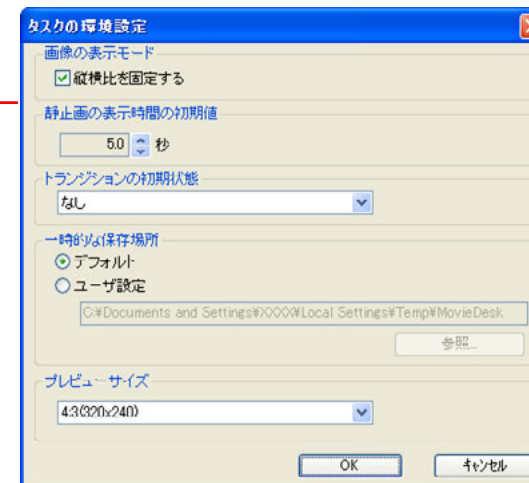 タスクの環境設定
画像の表示モード
縦横比を固定する
静止画の表示時間の初期値
5.0 秒
トランジションの初期状態
なし
一時的な保存場所
デフォルト
ユーザ設定
C:¥Documents and Settings¥XXXX¥Local Settings¥Temp¥MovieDesk
参照...
プレビューサイズ
4:3(320x240)
OK キャンセル